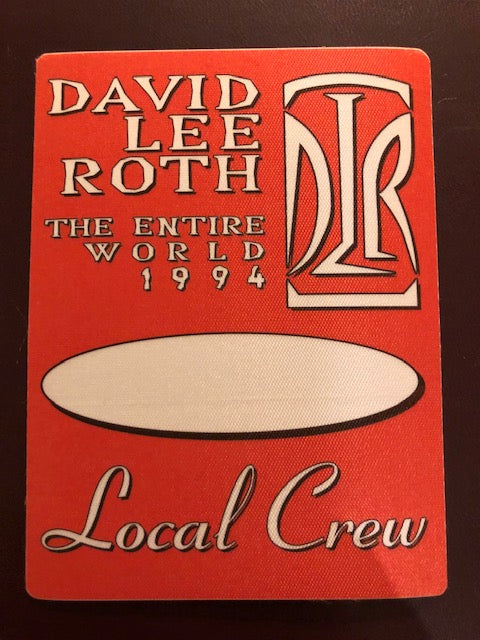 DAVID
LEE
ROTH
THE ENTIRE
WORLD
1994
DLR
Local Crew